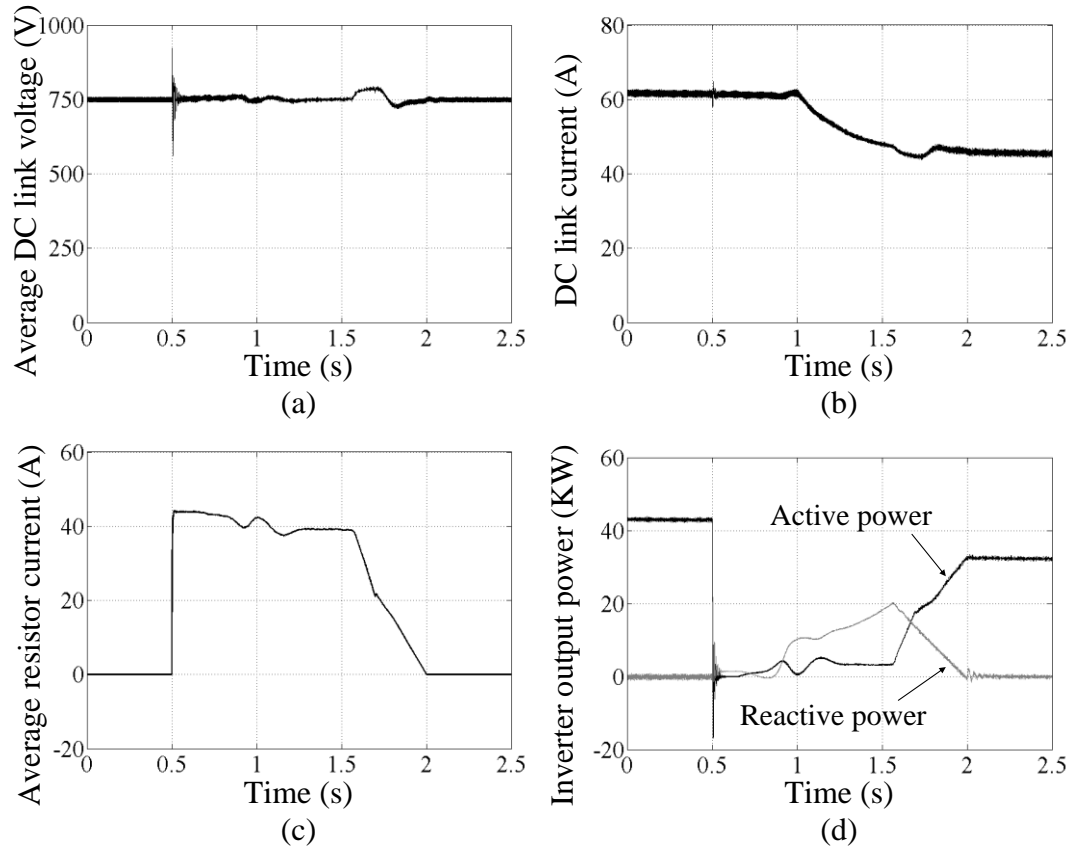 Average DC link voltage (V)
1000
750
500
250
0
0 0.5 1 1.5 2 2.5
Time (s)
(a)
DC link current (A)
80
60
40
20
0
0 0.5 1 1.5 2 2.5
Time (s)
(b)
Average resistor current (A)
60
40
20
0
-20
0 0.5 1 1.5 2 2.5
Time (s)
(c)
Inverter output power (KW)
60
40
20
0
-20
Active power
Reactive power
0 0.5 1 1.5 2 2.5
Time (s)
(d)